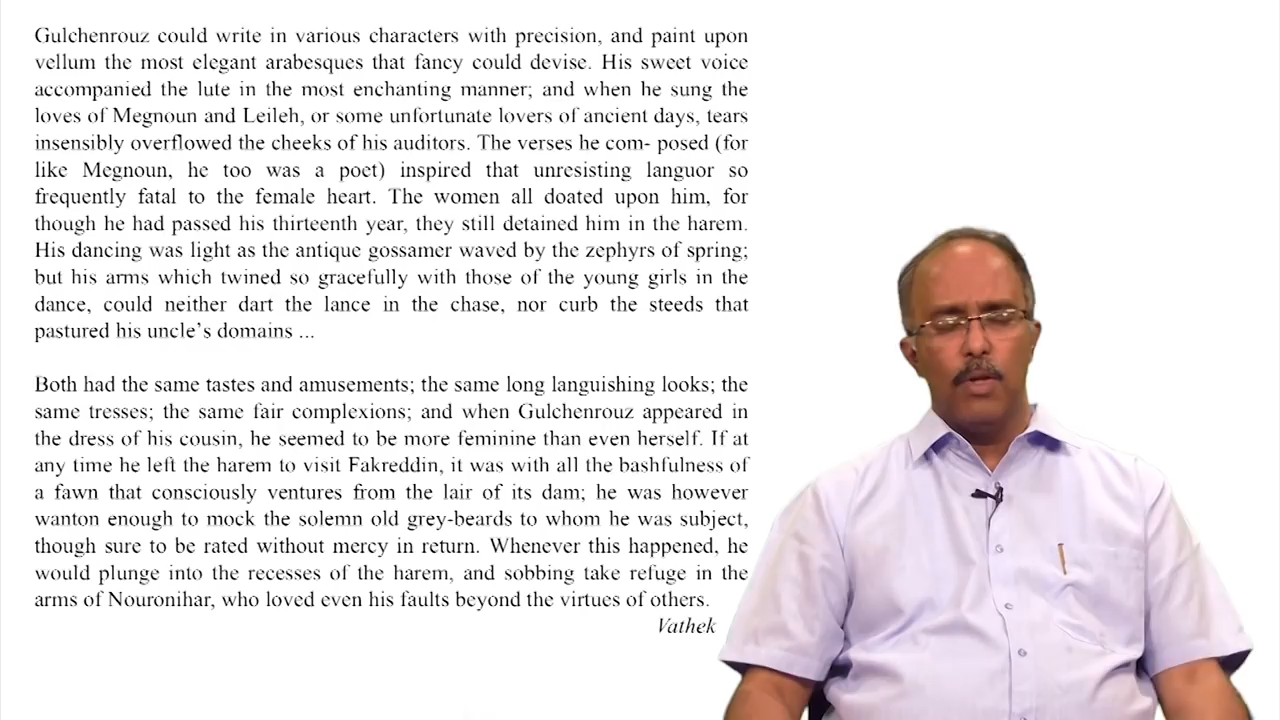 Gulchenrouz could write in various characters with precision, and paint upon
vellum the most elegant arabesques that fancy could devise. His sweet voice
accompanied the lute in the most enchanting manner; and when he sung the
loves of Megnoun and Leileh, or some unfortunate lovers of ancient days, tears
insensibly overflowed the cheeks of his auditors. The verses he com- posed (for
like Megnoun, he too was a poet) inspired that unresisting languor so
frequently fatal to the female heart. The women all doated upon him, for
though he had passed his thirteenth year, they still detained him in the harem.
His dancing was light as the antique gossamer waved by the zephyrs of spring;
but his arms which twined so gracefully with those of the young girls in the
dance, could neither dart the lance in the chase, nor curb the steeds that
pastured his uncle's domains ...
Both had the same tastes and amusements; the same long languishing looks; the
same tresses; the same fair complexions; and when Gulchenrouz appeared in
the dress of his cousin, he seemed to be more feminine than even herself. If at
any time he left the harem to visit Fakreddin, it was with all the bashfulness of
a fawn that consciously ventures from the lair of its dam; he was however
wanton enough to mock the solemn old grey-beards to whom he was subject,
though sure to be rated without mercy in return. Whenever this happened, he
would plunge into the recesses of the harem, and sobbing take refuge in the
arms of Nouronihar, who loved even his faults beyond the virtues of others.
Vathek